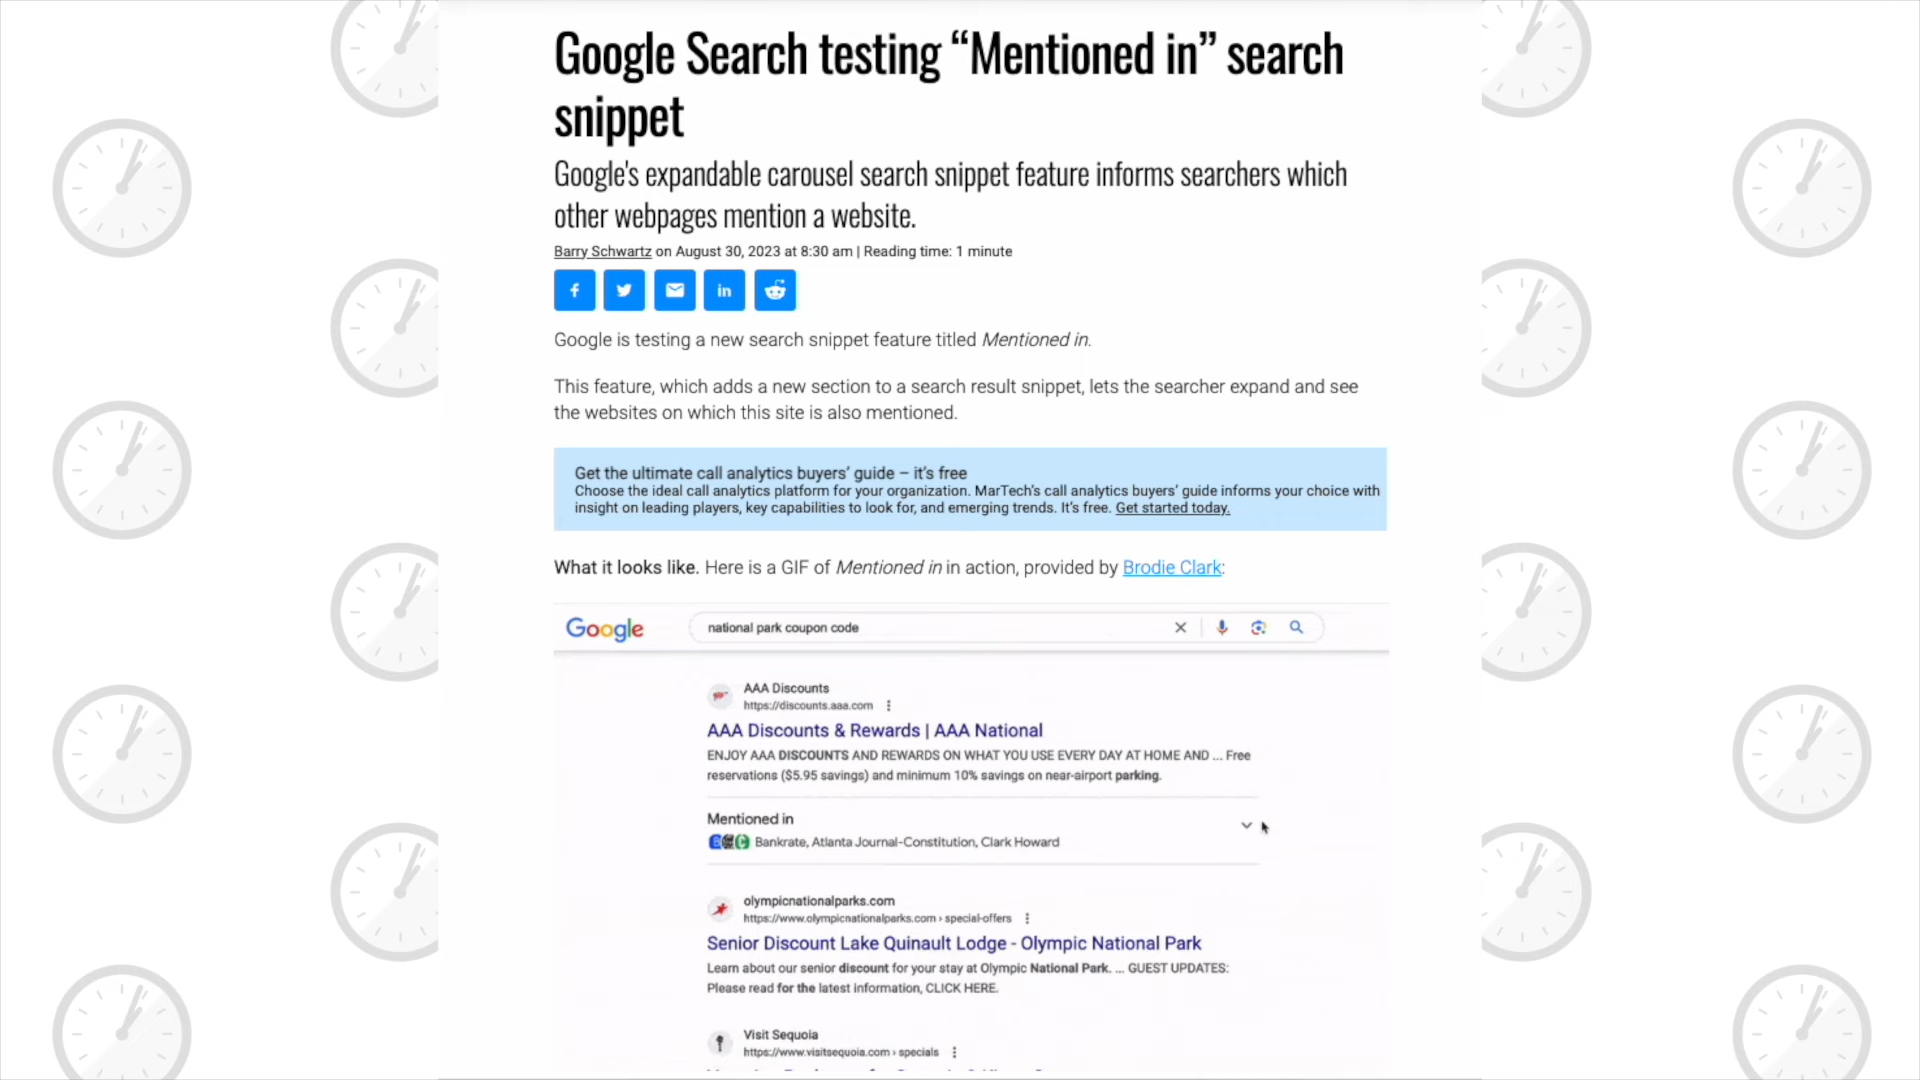 Google Search testing “Mentioned in” search
snippet
Google's expandable carousel search snippet feature informs searchers which
other webpages mention a website.
Barry Schwartz on August 30, 2023 at 8:30 am | Reading time: 1 minute
Google is testing a new search snippet feature titled Mentioned in.
This feature, which adds a new section to a search result snippet, lets the searcher expand and see
the websites on which this site is also mentioned.
Get the ultimate call analytics buyers’ guide – it’s free
Choose the ideal call analytics platform for your organization. MarTech’s call analytics buyers’ guide informs your choice with
insight on leading players, key capabilities to look for, and emerging trends. It’s free. Get started today.
What it looks like. Here is a GIF of Mentioned in in action, provided by Brodie Clark:
Google
national park coupon code
AAA Discounts
https://discounts.aaa.com
AAA Discounts & Rewards | AAA National
ENJOY AAA DISCOUNTS AND REWARDS ON WHAT YOU USE EVERY DAY AT HOME AND ... Free
reservations ($5.95 savings) and minimum 10% savings on near-airport parking.
Mentioned in
Bankrate, Atlanta Journal-Constitution, Clark Howard
olympicnationalparks.com
https://www.olympicnationalparks.com › special-offers
Senior Discount Lake Quinault Lodge - Olympic National Park
Learn about our senior discount for your stay at Olympic National Park. ... GUEST UPDATES:
Please read for the latest information, CLICK HERE.
Visit Sequoia
https://www.visitsequoia.com › specials